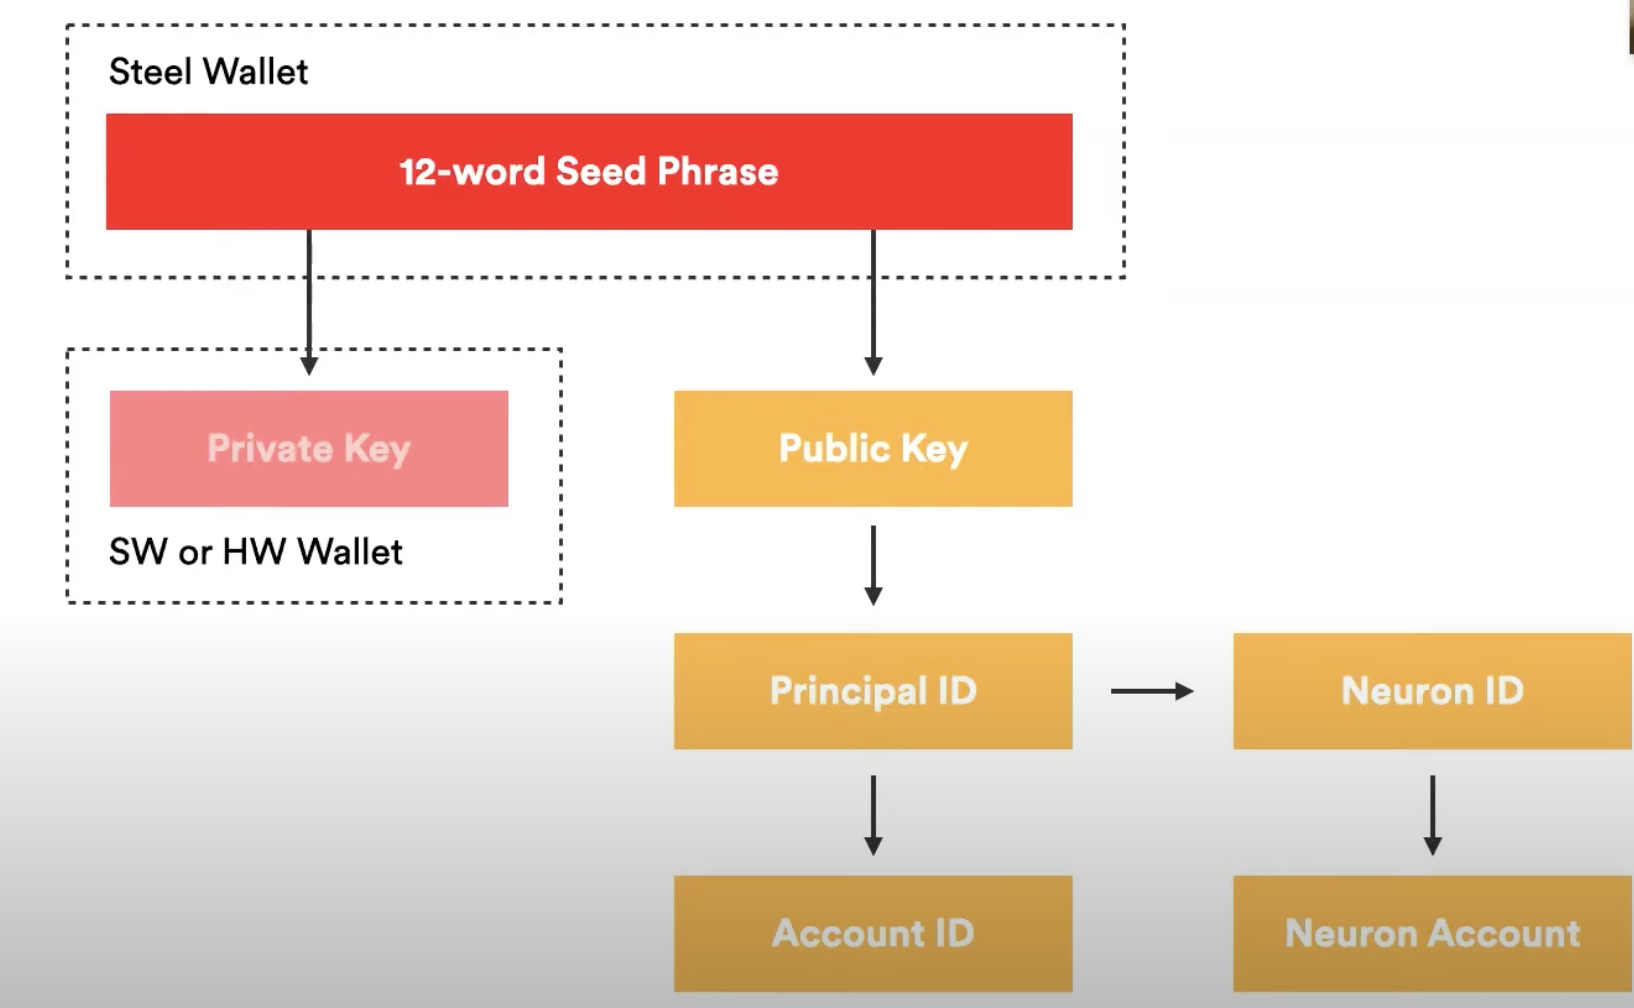 Steel Wallet
12-word Seed Phrase
Private Key
Public Key
SW or HW Wallet
Principal ID
Neuron ID
Account ID
Neuron Account